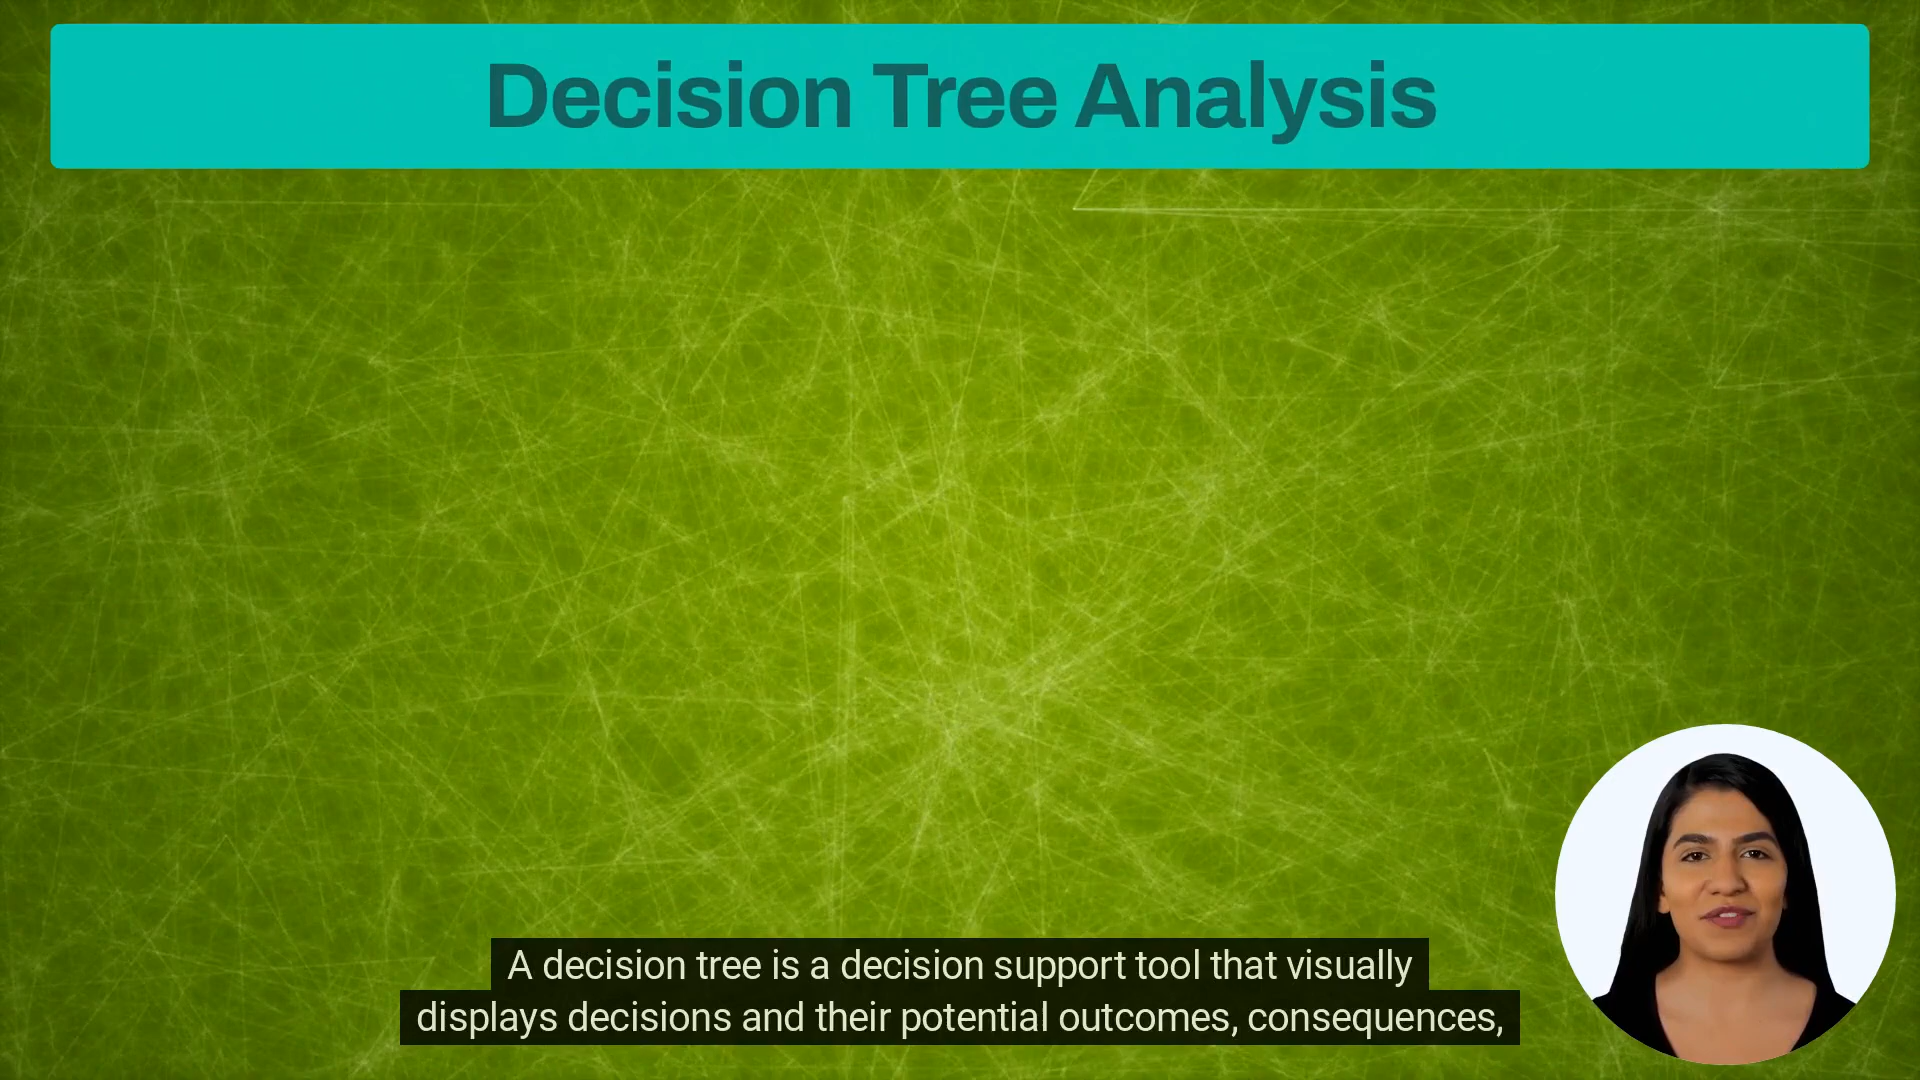 Decision Tree Analysis
A decision tree is a decision support tool that visually
displays decisions and their potential outcomes, consequences,